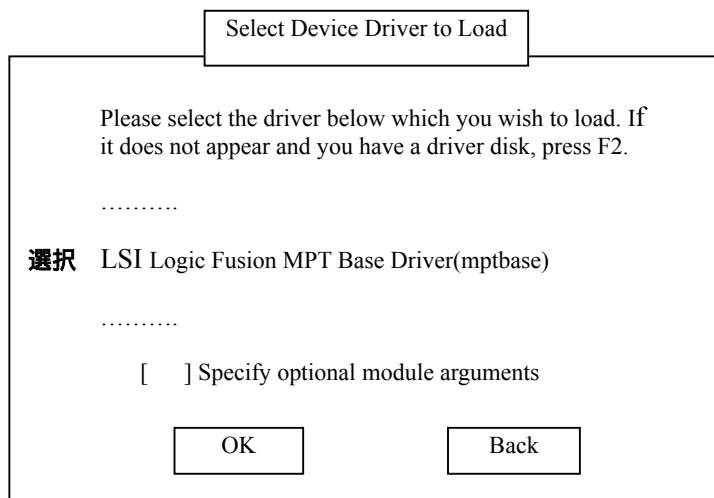 Select Device Driver to Load
Please select the driver below which you wish to load. If
it does not appear and you have a driver disk, press F2.
……….
選択 LSI Logic Fusion MPT Base Driver(mptbase)
……….
[ ] Specify optional module arguments
OK Back